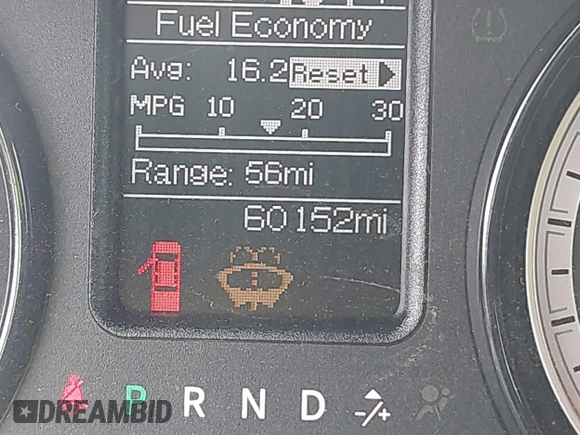 Fuel Economy
Avg: 16.2 Reset
MPG 10 20 30
Range: 56mi
60152mi
P R N D -/+
DREAMBID